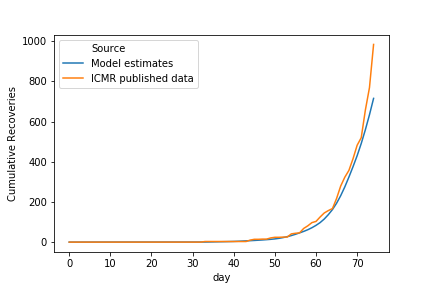 1000
800
600
400
200
0
Cumulative Recoveries
Source
Model estimates
ICMR published data
0 10 20 30 40 50 60 70
day